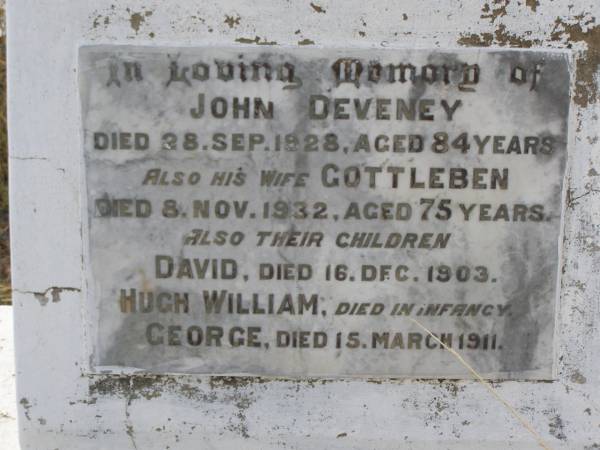 In Loving Memory of
JOHN DEVENEY
DIED 28. SEP. 1928, AGED 84 YEARS
ALSO HIS WIFE GOTTLEBEN
DIED 8. NOV. 1932, AGED 75 YEARS.
ALSO THEIR CHILDREN
DAVID, DIED 16. DEC. 1903.
HUGH WILLIAM, DIED IN INFANCY.
GEORGE, DIED 15. MARCH 1911.